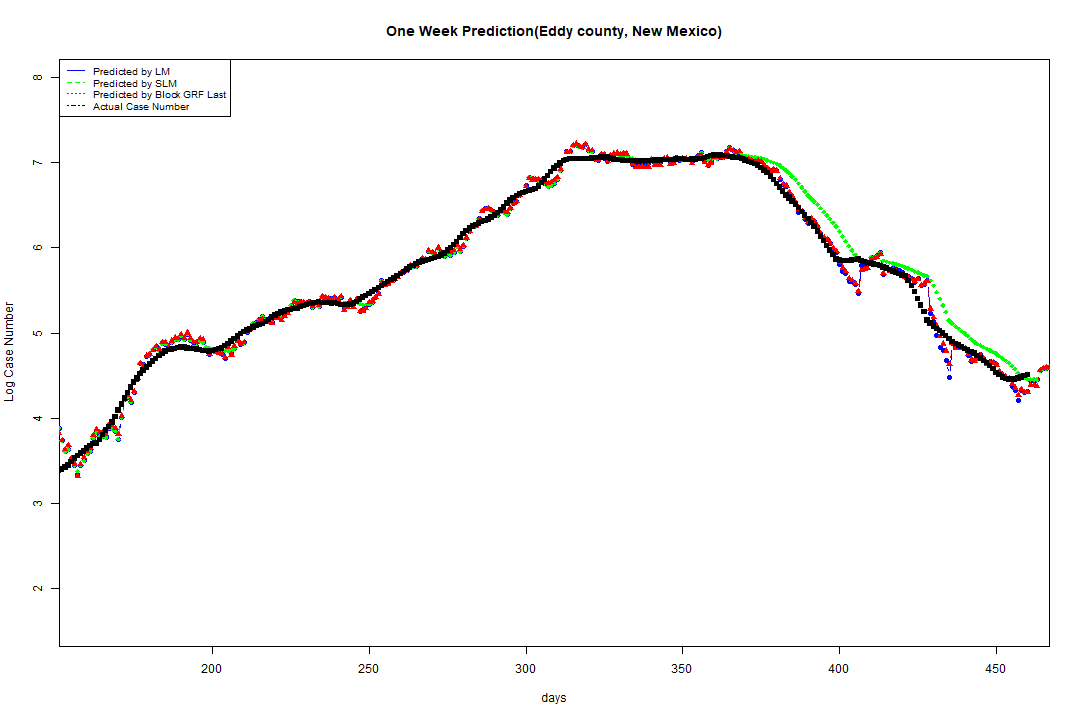 One Week Prediction(Eddy county, New Mexico)
Predicted by LM
Predicted by SLM
Predicted by Block GRF Last
Actual Case Number
8
7
6
5
4
3
2
Log Case Number
200 250 300 350 400 450
days